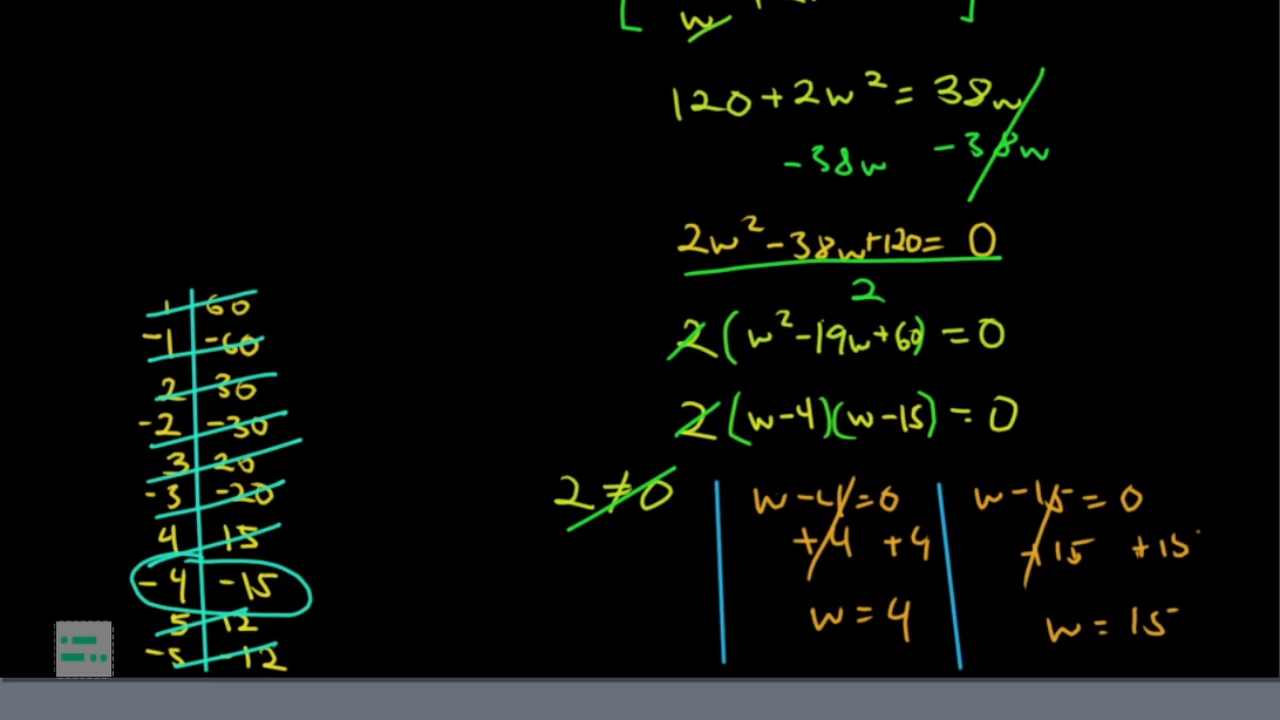 w
120 + 2w² = 38w
-38w -38w
2w² - 38w + 120 = 0
2
2(w² - 19w + 60) = 0
2(w - 4)(w - 15) = 0
2 ≠ 0
w - 4 = 0
+4 +4
w = 4
w - 15 = 0
+15 +15
w = 15
1 60
-1 -60
2 30
-2 -30
3 20
-3 -20
4 15
-4 -15
5 12
-5 -12